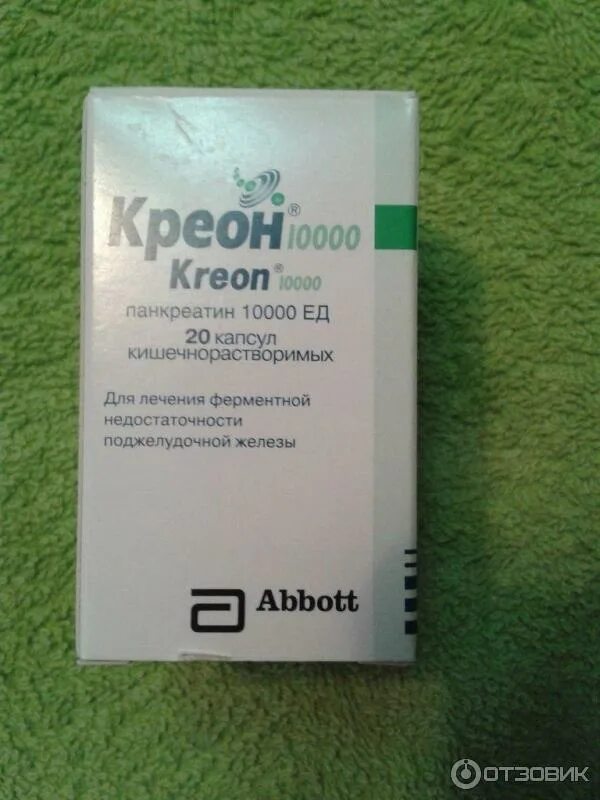 Креон® 10000
Kreon® 10000
панкреатин 10000 ЕД
20 капсул
кишечнорастворимых
Для лечения ферментной
недостаточности
поджелудочной железы
Abbott
ОТЗОВИК